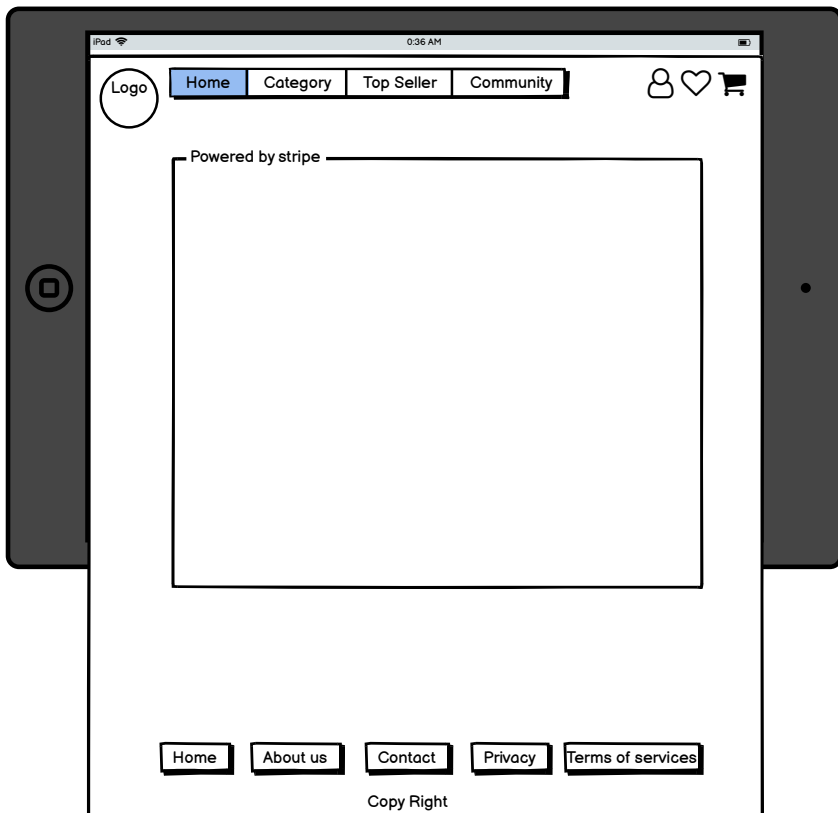 iPad 0:36 AM
Logo
Home Category Top Seller Community
Powered by stripe
Home About us Contact Privacy Terms of services
Copy Right